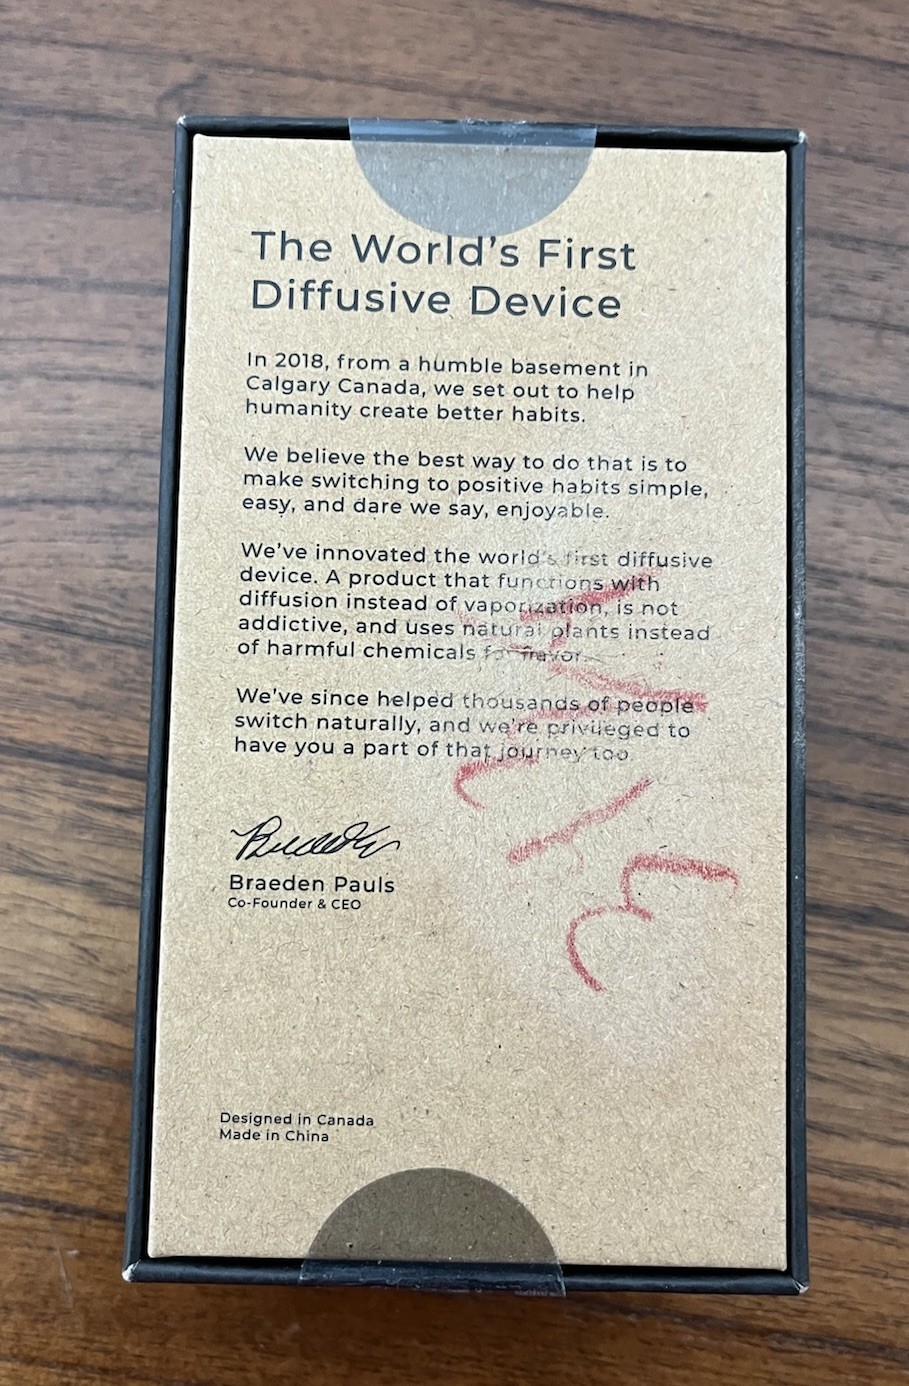 The World's First
Diffusive Device
In 2018, from a humble basement in
Calgary Canada, we set out to help
humanity create better habits.
We believe the best way to do that is to
make switching to positive habits simple,
easy, and dare we say, enjoyable.
We've innovated the world's first diffusive
device. A product that functions with
diffusion instead of vaporization, is not
addictive, and uses natural plants instead
of harmful chemicals for flavor.
We've since helped thousands of people
switch naturally, and we're privileged to
have you a part of that journey too.
Braeden Pauls
Co-Founder & CEO
Designed in Canada
Made in China